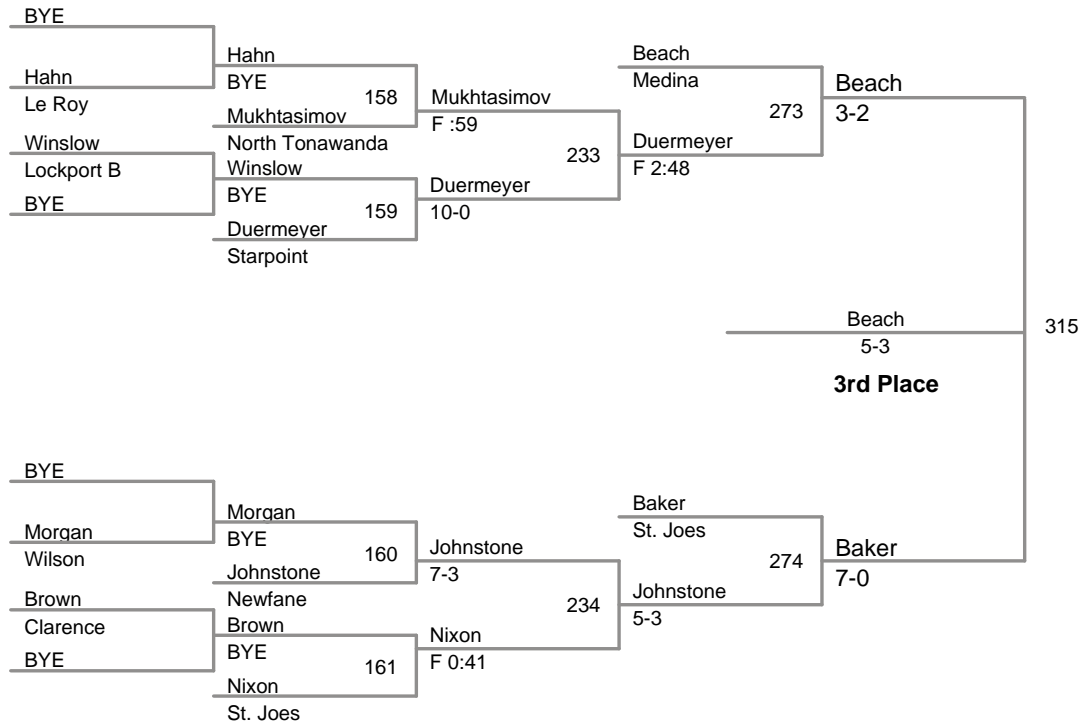 BYE
Hahn
Le Roy
Winslow
Lockport B
BYE
Hahn
BYE
158
Mukhtasimov
North Tonawanda
Winslow
BYE
159
Duermeyer
Starpoint
Mukhtasimov
F :59
233
Duermeyer
10-0
Beach
Medina
273
Duermeyer
F 2:48
Beach
3-2
Beach
5-3
3rd Place
315
BYE
Morgan
Wilson
Brown
Clarence
BYE
Morgan
BYE
160
Johnstone
Newfane
Brown
BYE
161
Nixon
St. Joes
Johnstone
7-3
234
Nixon
F 0:41
Baker
St. Joes
274
Johnstone
5-3
Baker
7-0